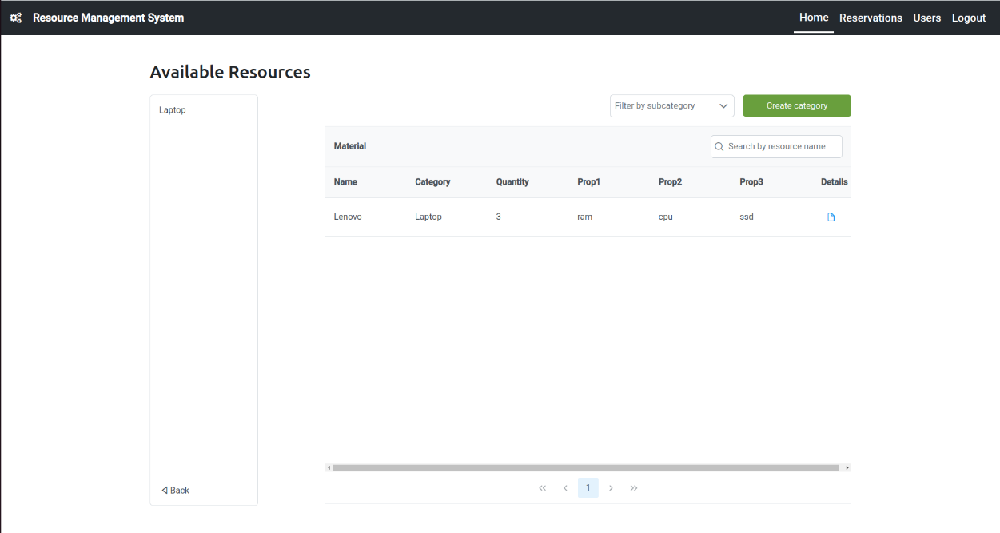 Resource Management System
Home Reservations Users Logout
Available Resources
Laptop
Filter by subcategory
Create category
Material
Search by resource name
Name Category Quantity Prop1 Prop2 Prop3 Details
Lenovo Laptop 3 ram cpu ssd
Back
1